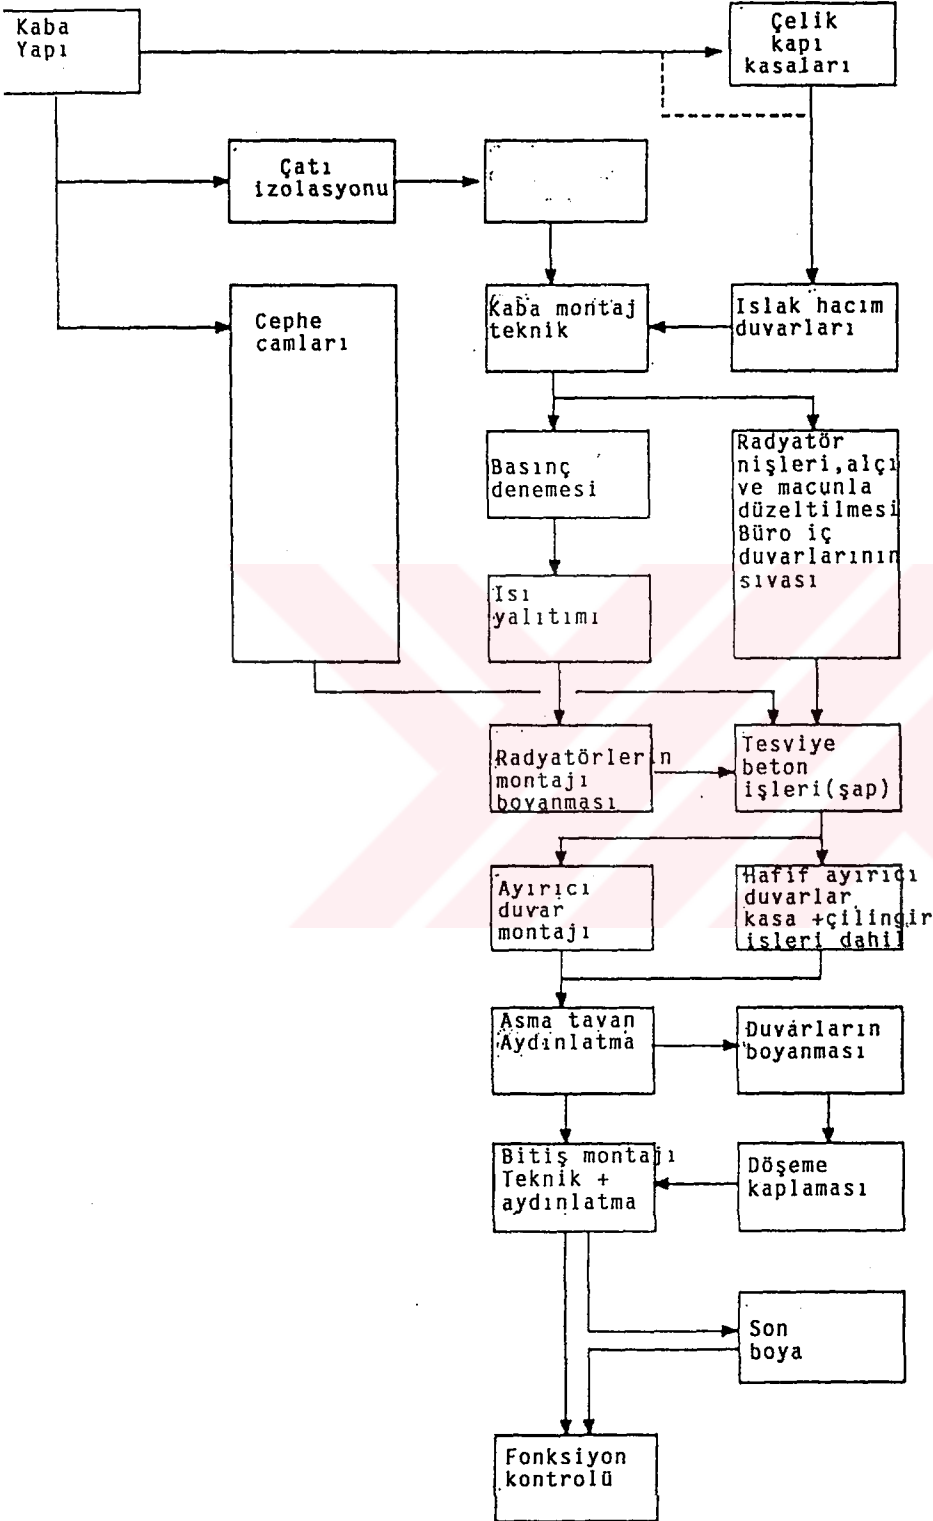 Kaba
Yapı
Çelik
kapı
kasaları
Çatı
izolasyonu
Cephe
camları
Kaba montaj
teknik
Islak hacım
duvarları
Basınç
denemesi
Radyatör
nişleri,alçı
ve macunla
düzeltilmesi
Büro iç
duvarlarının
sıvası
Isı
yalıtımı
Radyatörlerin
montajı
boyanması
Tesviye
beton
işleri(şap)
Ayırıcı
duvar
montajı
Hafif ayırıcı
duvarlar
kasa +çilingir
işleri dahil
Asma tavan
Aydınlatma
Duvarların
boyanması
Bitiş montajı
Teknik +
aydınlatma
Döşeme
kaplaması
Son
boya
Fonksiyon
kontrolü